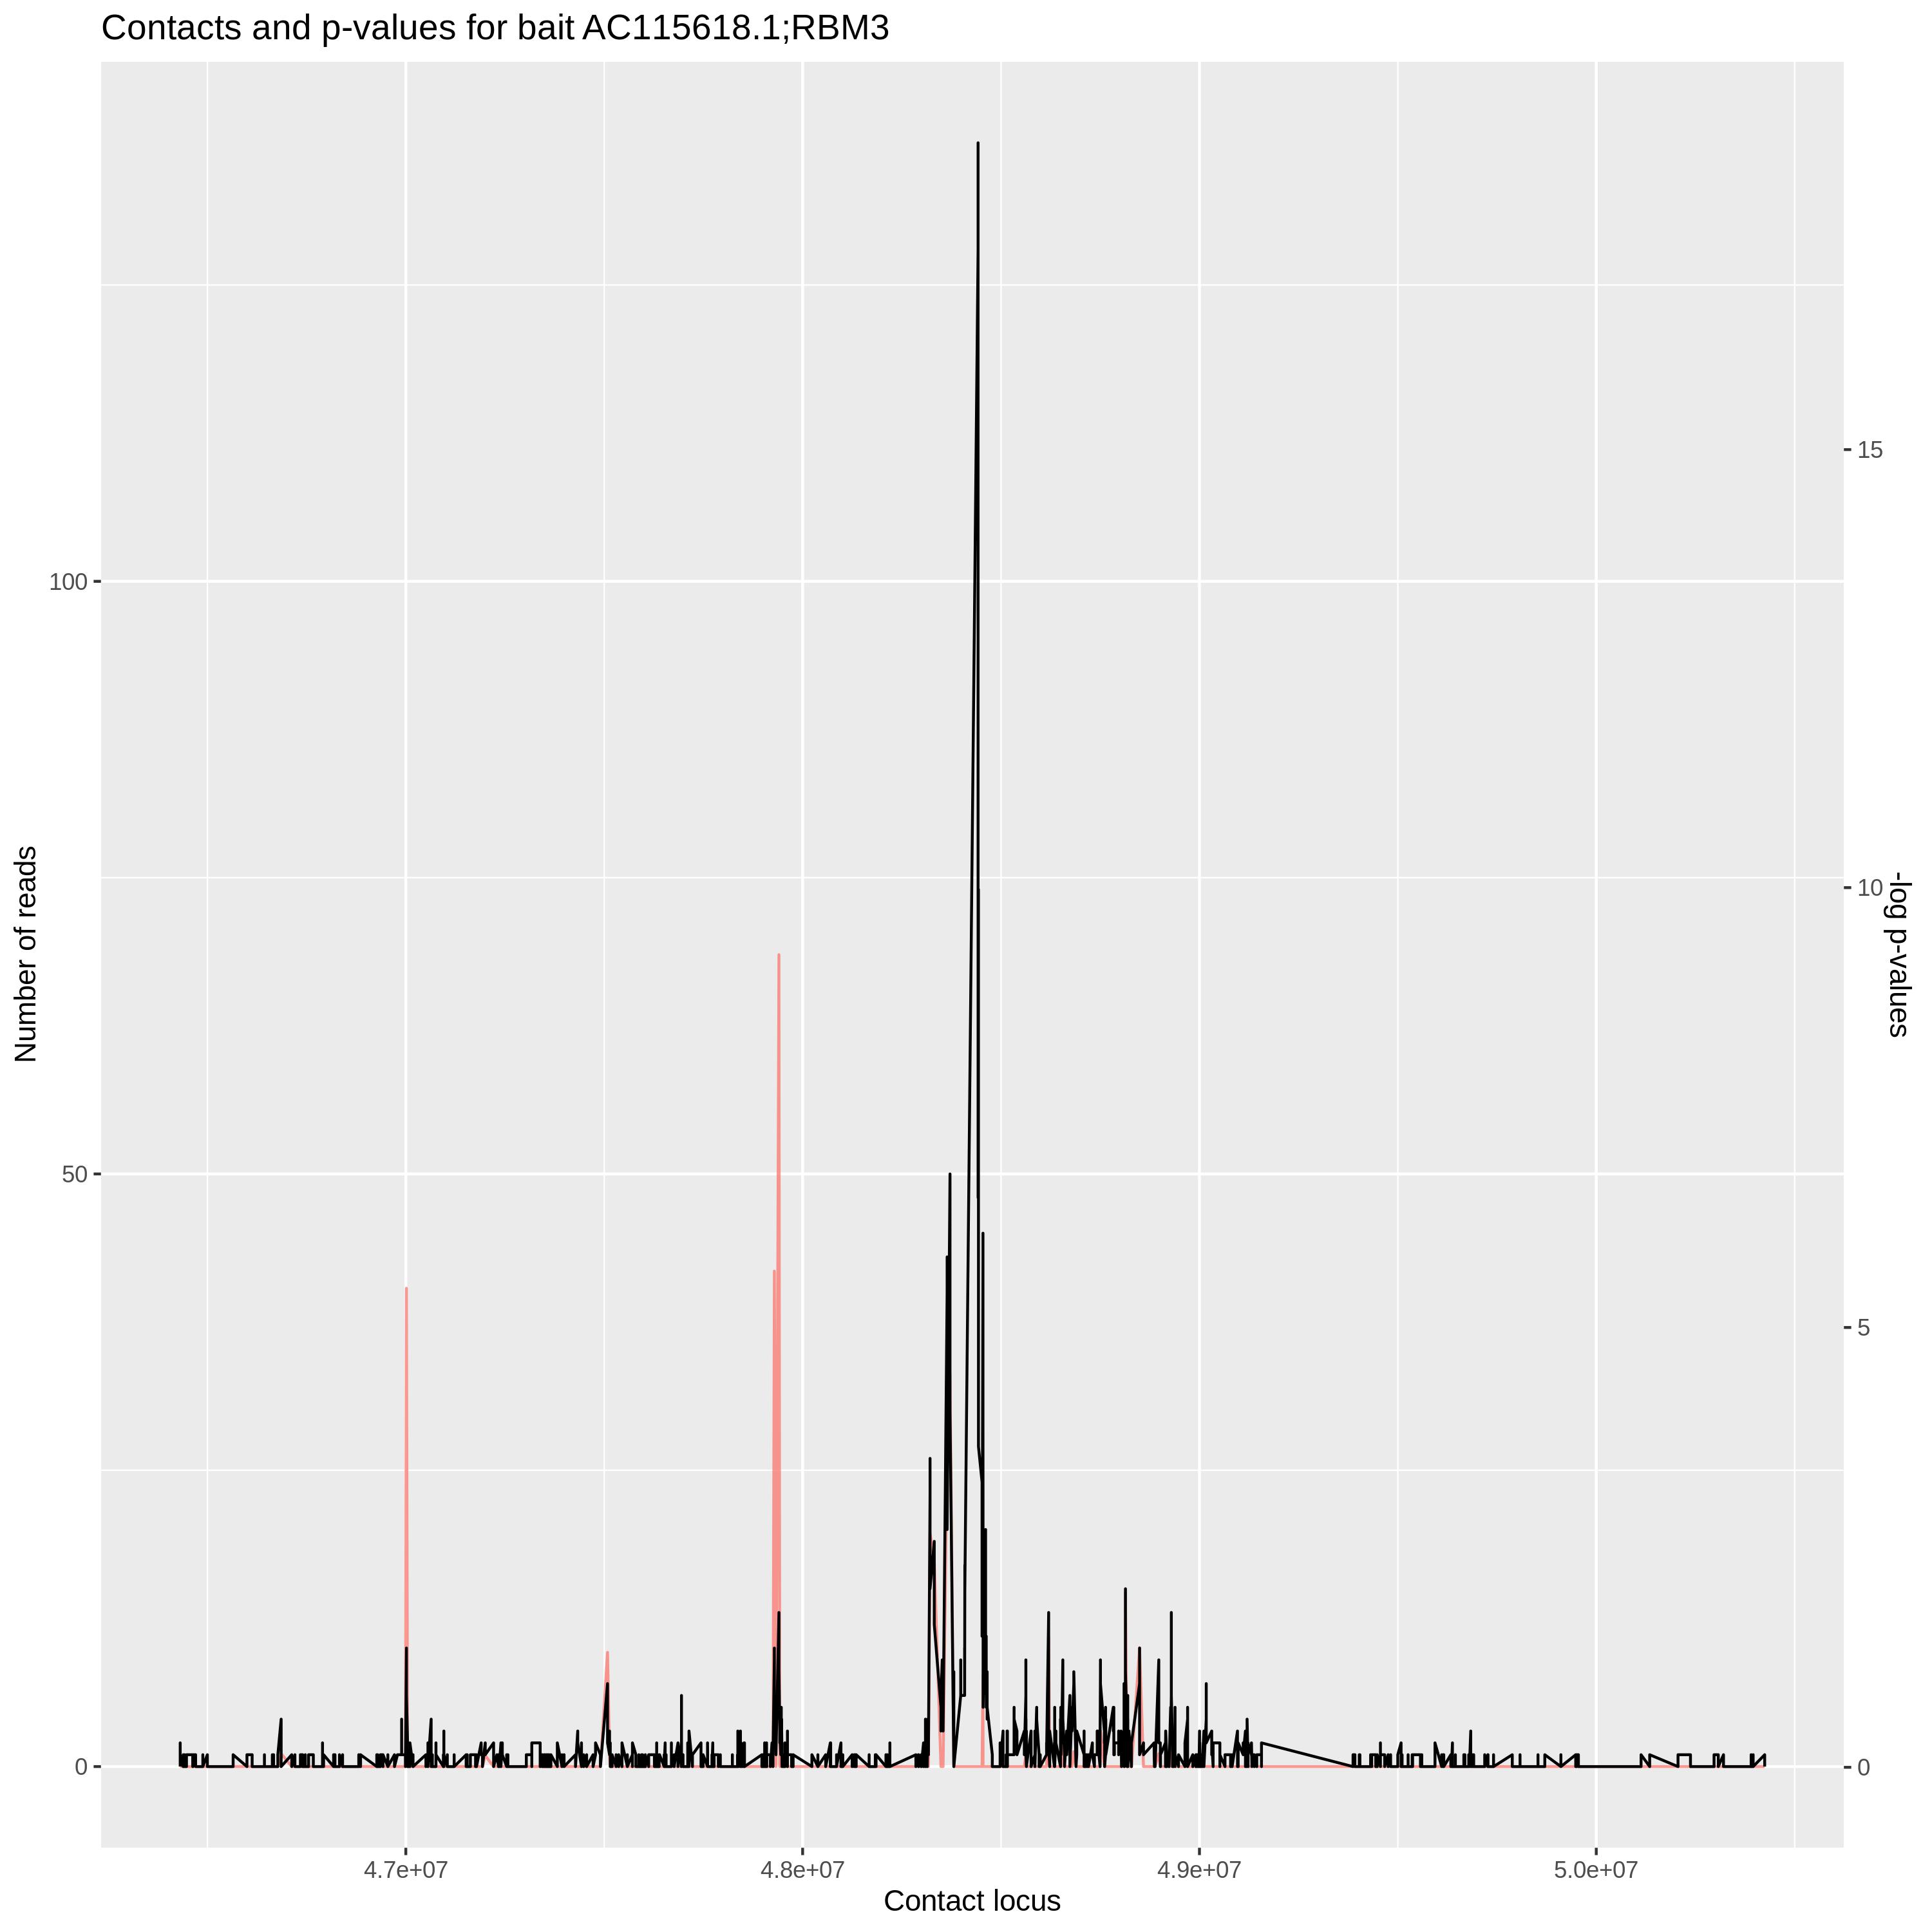 Contacts and p-values for bait AC115618.1;RBM3
Number of reads
100
50
0
15
10
5
0
-log p-values
4.7e+07
4.8e+07
4.9e+07
5.0e+07
Contact locus